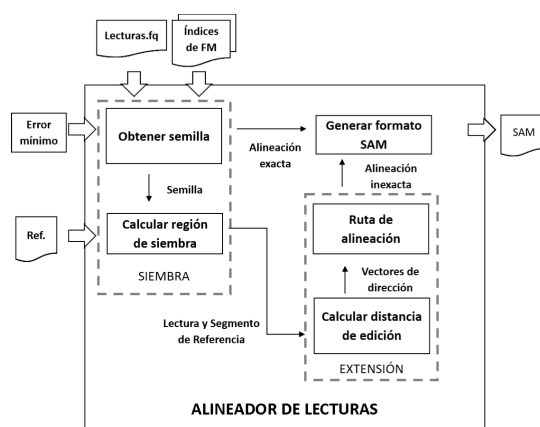 Lecturas.fq
Índices
de FM
Error
mínimo
Obtener semilla
Alineación
exacta
Generar formato
SAM
SAM
Semilla
Alineación
inexacta
Ref.
Calcular región
de siembra
SIEMBRA
Ruta de
alineación
Vectores de
dirección
Lectura y Segmento
de Referencia
Calcular distancia
de edición
EXTENSIÓN
ALINEADOR DE LECTURAS